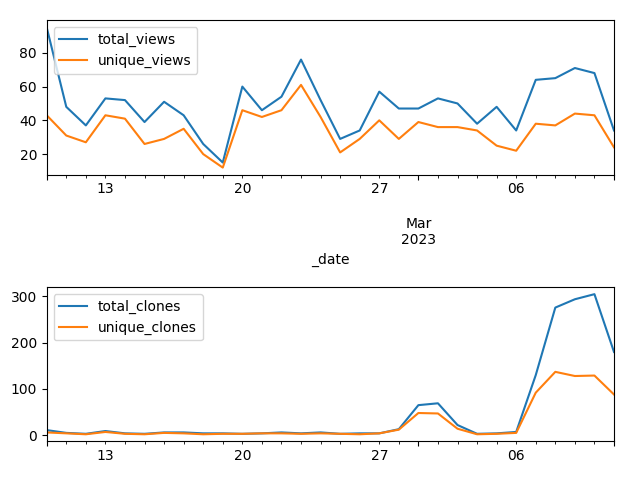 total_views
unique_views
80
60
40
20
13 20 27 06
Mar
2023
_date
total_clones
unique_clones
300
200
100
0
13 20 27 06